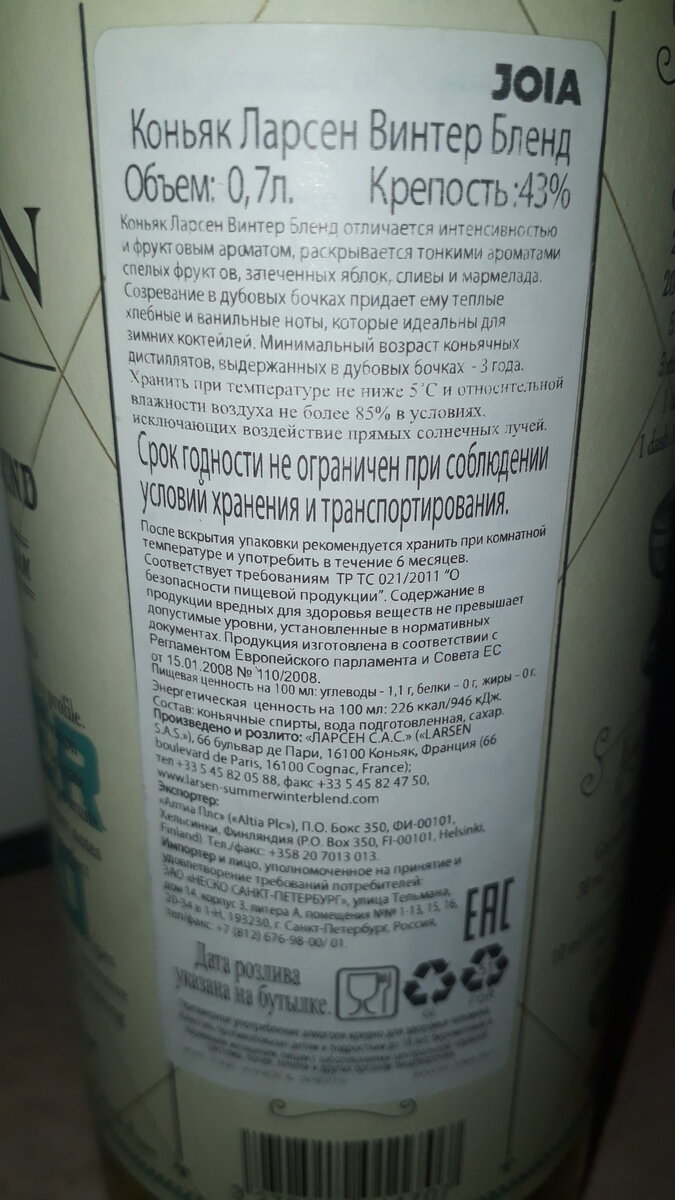 JOIA
Коньяк Ларсен Винтер Бленд
Объем: 0,7л. Крепость:43%
Коньяк Ларсен Винтер Бленд отличается интенсивностью
и фруктовым ароматом, раскрывается тонкими ароматами
спелых фруктов, запеченных яблок, сливы и мармелада.
Созревание в дубовых бочках придает ему теплые
хлебные и ванильные ноты, которые идеальны для
зимних коктейлей. Минимальный возраст коньячных
дистиллятов, выдержанных в дубовых бочках - 3 года.
Хранить при температуре не ниже 5˚С и относительной
влажности воздуха не более 85% в условиях,
исключающих воздействие прямых солнечных лучей.
Срок годности не ограничен при соблюдении
условий хранения и транспортирования.
После вскрытия упаковки рекомендуется хранить при комнатной
температуре и употребить в течение 6 месяцев.
Соответствует требованиям ТР ТС 021/2011 "О
безопасности пищевой продукции". Содержание в
продукции вредных для здоровья веществ не превышает
допустимые уровни, установленные в нормативных
документах. Продукция изготовлена в соответствии с
Регламентом Европейского парламента и Совета ЕС
от 15.01.2008 № 110/2008.
Пищевая ценность на 100 мл: углеводы - 1,1 г, белки - 0 г, жиры - 0 г.
Энергетическая ценность на 100 мл: 226 ккал/946 кДж.
Состав: коньячные спирты, вода подготовленная, сахар.
Произведено и розлито: «ЛАРСЕН С.А.С.» («LARSEN
S.A.S.»), 66 бульвар де Пари, 16100 Коньяк, Франция (66
boulevard de Paris, 16100 Cognac, France);
тел +33 5 45 82 05 88, факс +33 5 45 82 47 50,
www.larsen-summerwinterblend.com
Экспортер:
«Алтиа Плс» («Altia Plc»), П.О. Бокс 350, ФИ-00101,
Хельсинки, Финляндия (P.O. Box 350, FI-00101, Helsinki,
Finland). Тел./факс: +358 20 7013 013.
Импортер и лицо, уполномоченное на принятие и
удовлетворение требований потребителей:
ЗАО «НЕСКО САНКТ-ПЕТЕРБУРГ», улица Тельмана,
дом 14, корпус 3, литера А, помещения №№ 1-13, 15, 16,
20-34 в 1-Н, 193230, г. Санкт-Петербург, Россия,
тел/факс: +7 (812) 676-98-00/ 01.
ЕАС
Дата розлива
указана на бутылке.